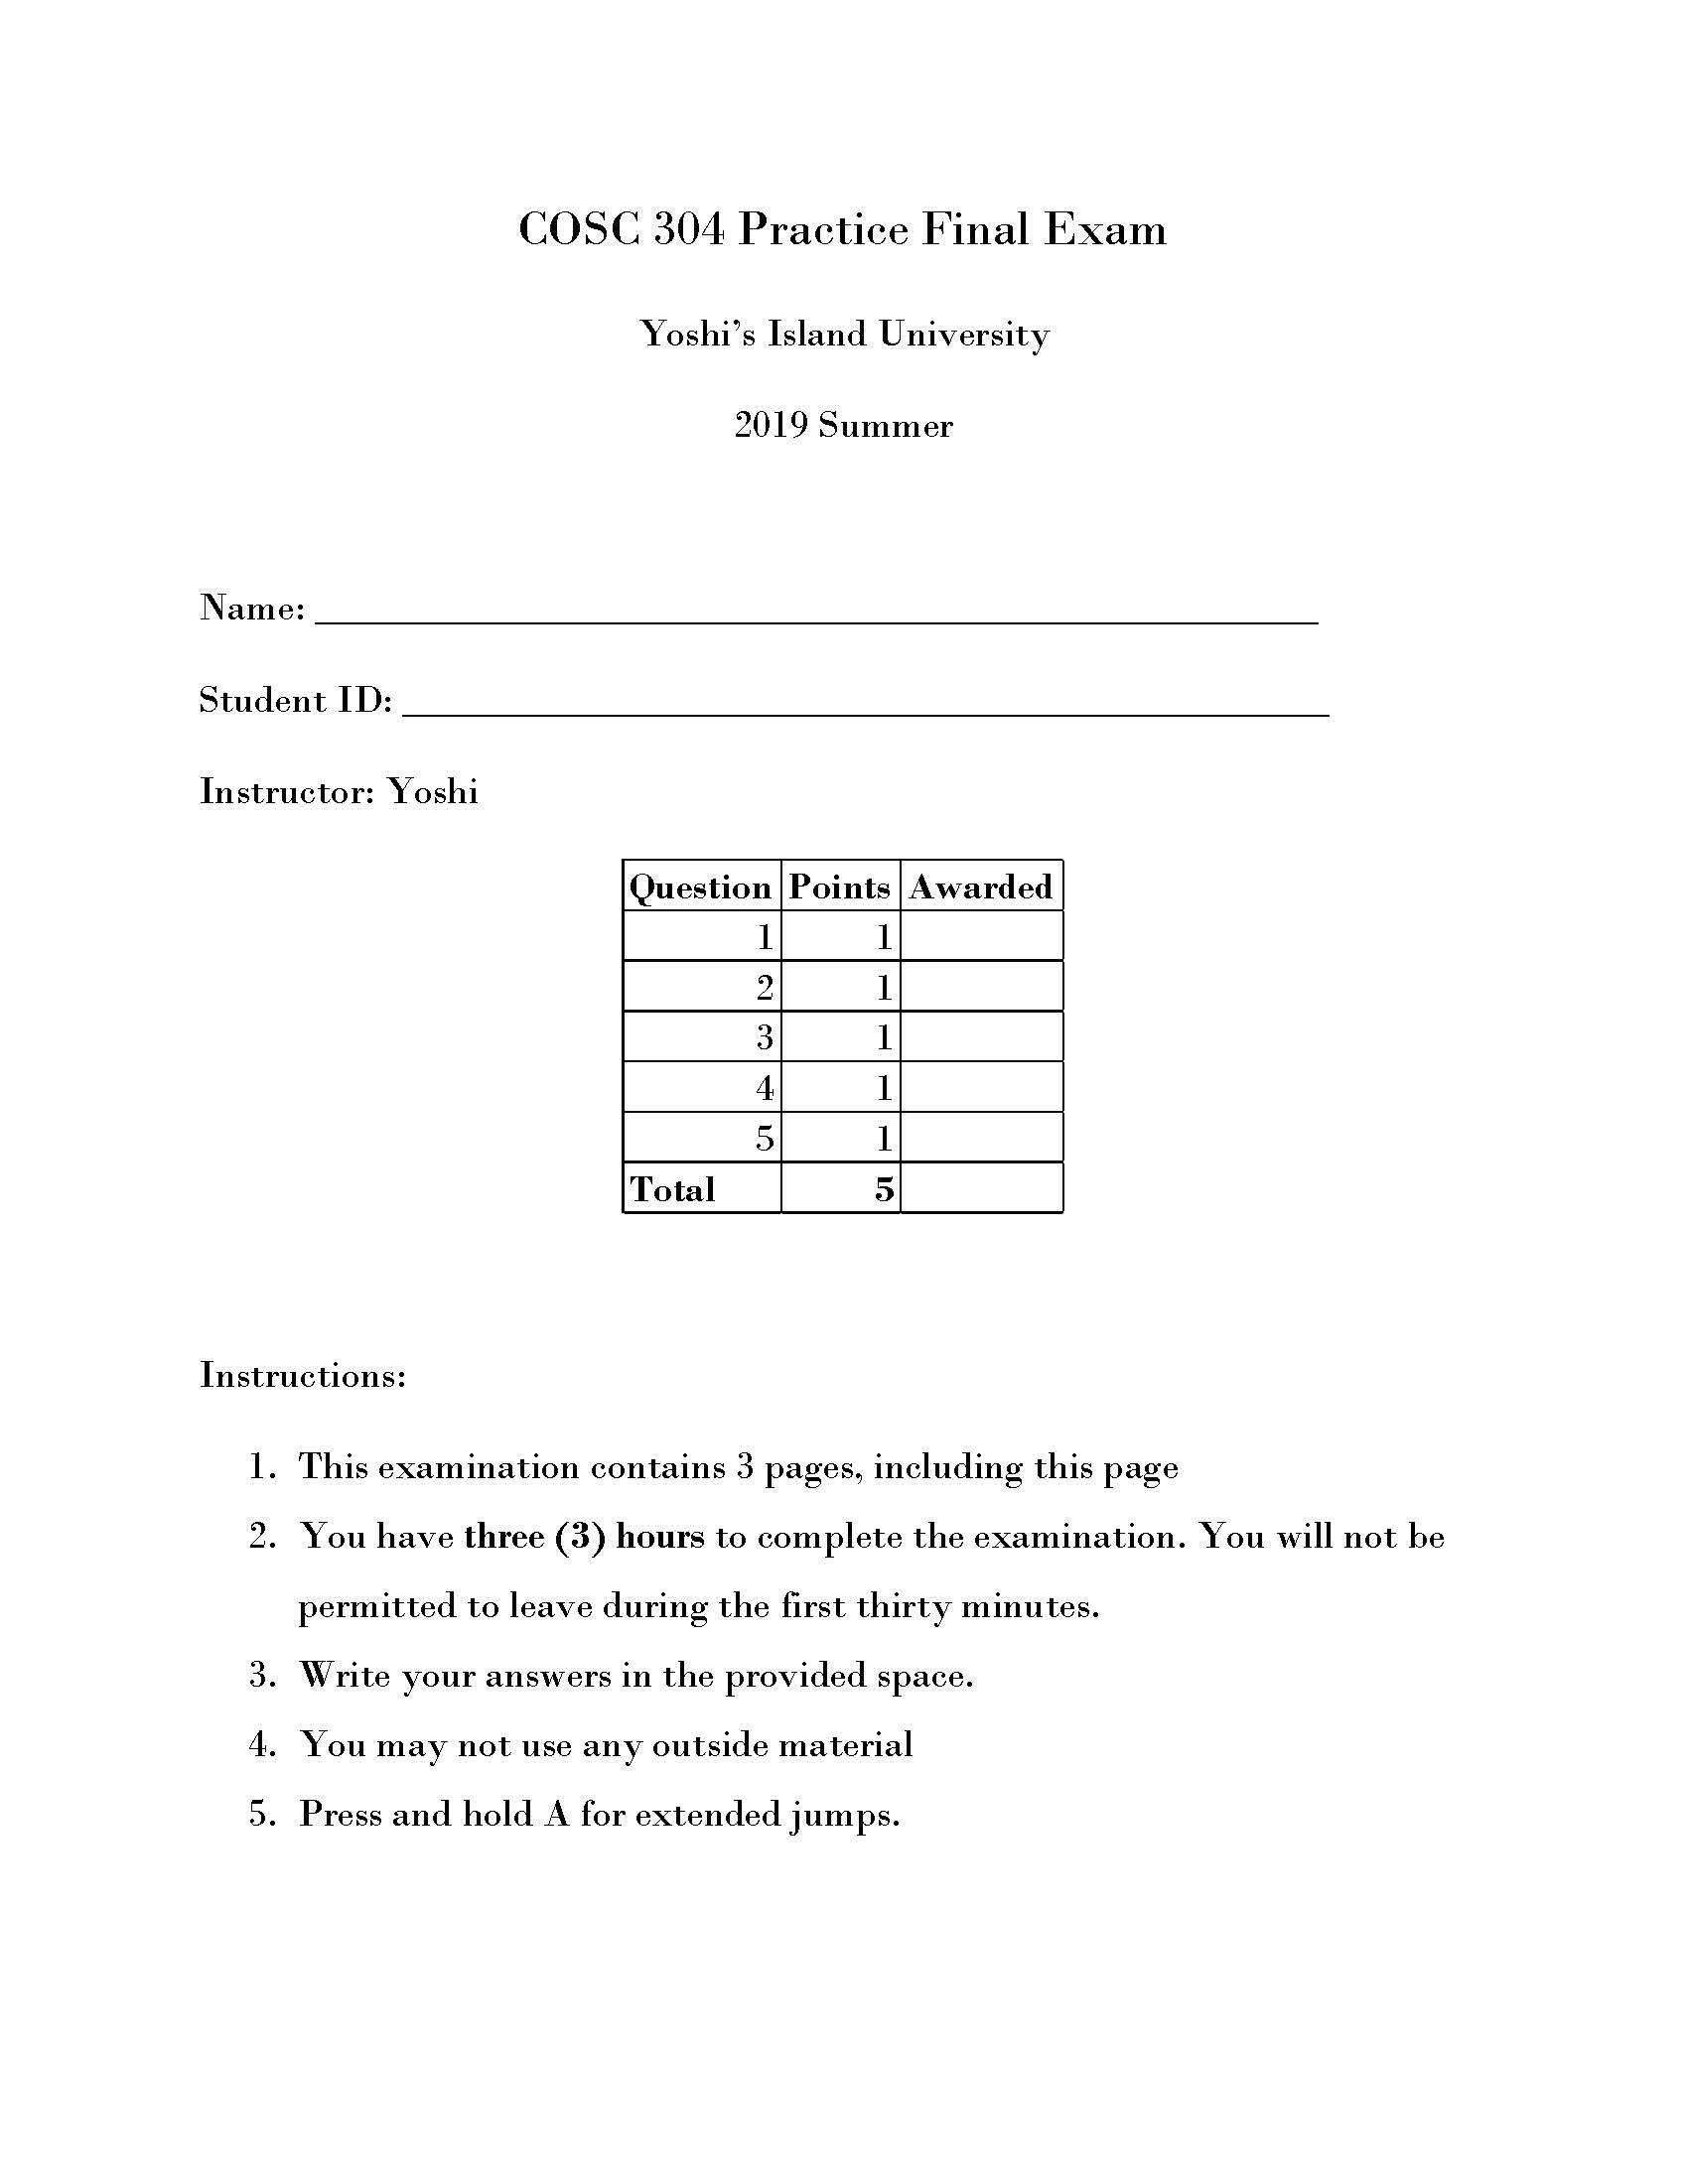 COSC 304 Practice Final Exam
Yoshi's Island University
2019 Summer
Name: ______________________________________________
Student ID: __________________________________________
Instructor: Yoshi
Question Points Awarded
1 1
2 1
3 1
4 1
5 1
Total 5
Instructions:
1. This examination contains 3 pages, including this page
2. You have three (3) hours to complete the examination. You will not be
permitted to leave during the first thirty minutes.
3. Write your answers in the provided space.
4. You may not use any outside material
5. Press and hold A for extended jumps.